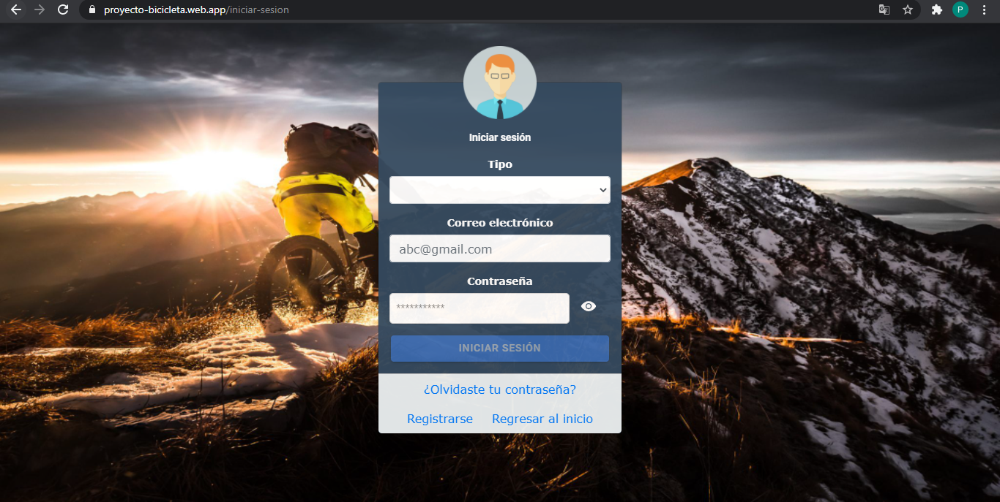 proyecto-bicicleta.web.app/iniciar-sesion
P
Iniciar sesión
Tipo
Correo electrónico
abc@gmail.com
Contraseña
***********
INICIAR SESIÓN
¿Olvidaste tu contraseña?
Registrarse Regresar al inicio